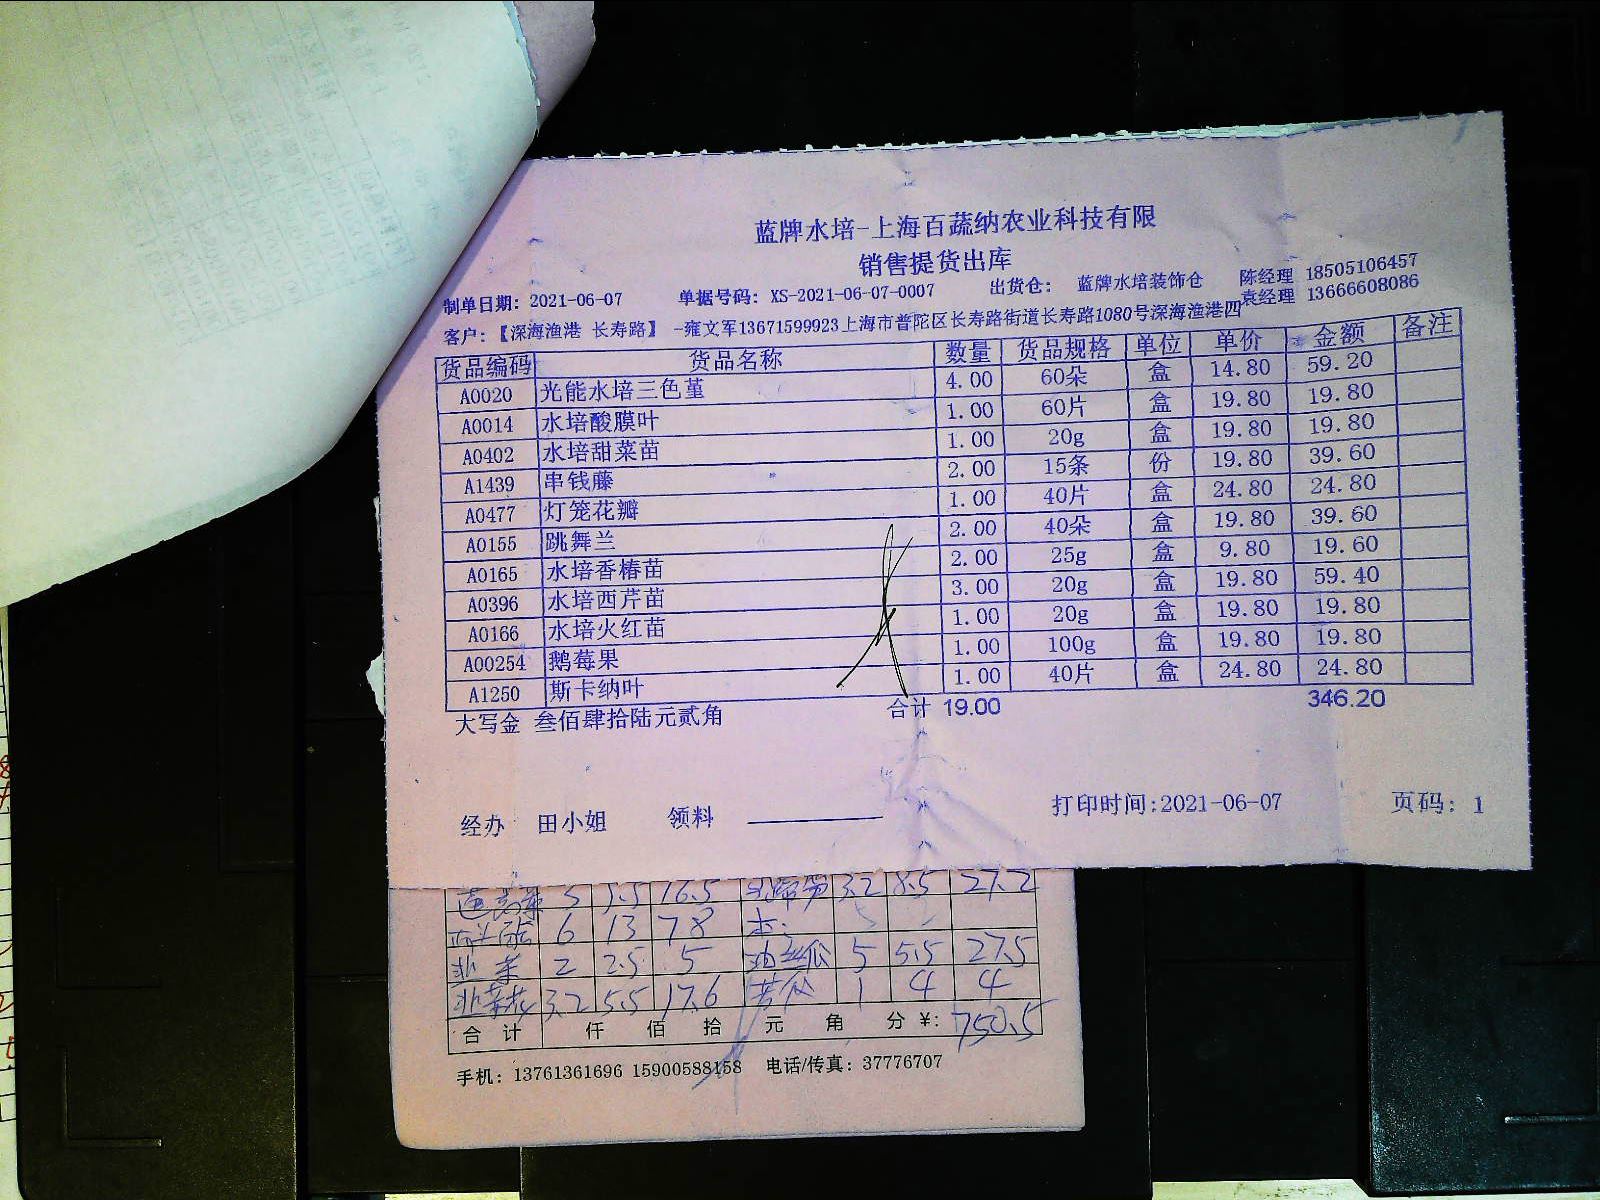 蓝牌水培-上海百蔬纳农业科技有限
销售提货出库
制单日期: 2021-06-07 单据号码: XS-2021-06-07-0007 出货仓: 蓝牌水培装饰仓 陈经理 18505106457
袁经理 13666608086
客户: 【深海渔港 长寿路】 -雍文军13671599923上海市普陀区长寿路街道长寿路1080号深海渔港四
货品编码 货品名称 数量 货品规格 单位 单价 金额 备注
A0020 光能水培三色堇 4.00 60朵 盒 14.80 59.20
A0014 水培酸膜叶 1.00 60片 盒 19.80 19.80
A0402 水培甜菜苗 1.00 20g 盒 19.80 19.80
A1439 串钱藤 2.00 15条 份 19.80 39.60
A0477 灯笼花瓣 1.00 40片 盒 24.80 24.80
A0155 跳舞兰 2.00 40朵 盒 19.80 39.60
A0165 水培香椿苗 2.00 25g 盒 9.80 19.60
A0396 水培西芹苗 3.00 20g 盒 19.80 59.40
A0166 水培火红苗 1.00 20g 盒 19.80 19.80
A00254 鹅莓果 1.00 100g 盒 19.80 19.80
A1250 斯卡纳叶 1.00 40片 盒 24.80 24.80
大写金 叁佰肆拾陆元贰角 合计 19.00 346.20
经办 田小姐 领料 打印时间:2021-06-07 页码: 1
3 5.5 16.5 3.2 8.5 27.2
6 13 78
韭菜 2 2.5 5 油丝瓜 5 5.5 27.5
韭菜花 3.2 5.5 17.6 1 4 4
合计 仟 佰 拾 元 角 分 ¥: 750.5
手机: 13761361696 15900588158 电话/传真: 37776707